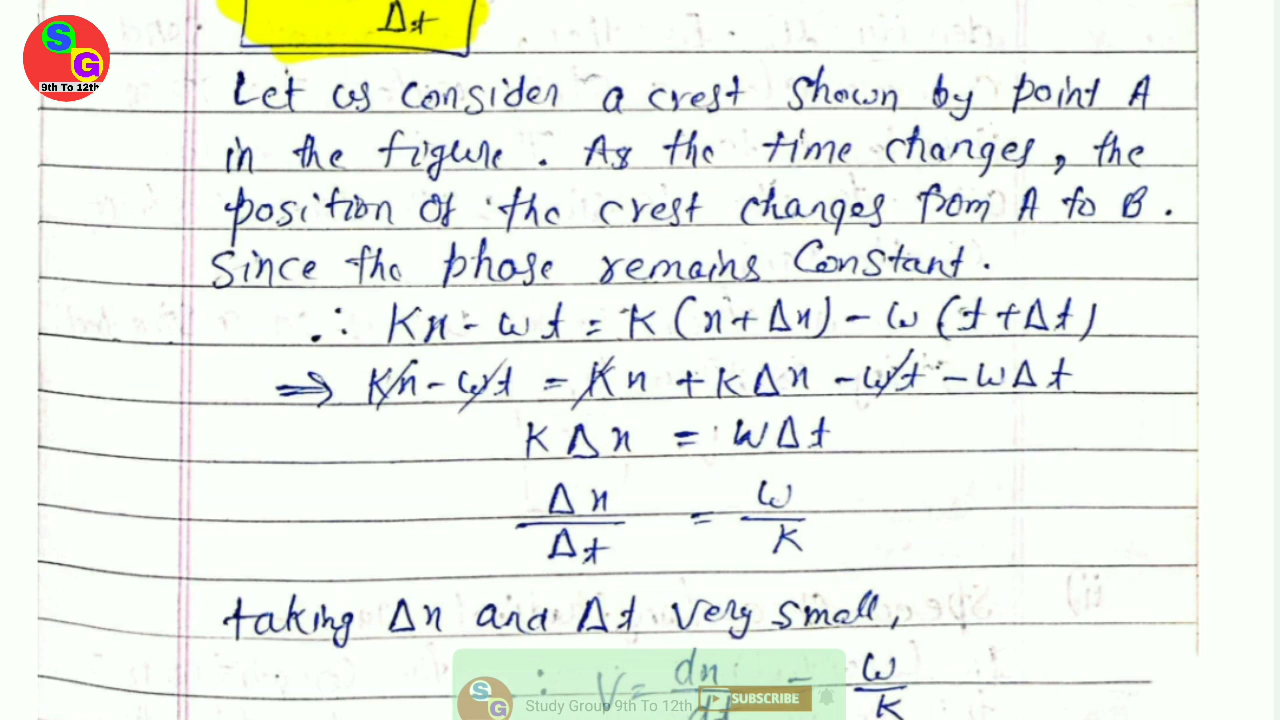 Δt
S
G
9th To 12th
Let us consider a crest shown by point A
in the figure. As the time changes, the
position of the crest changes from A to B.
Since the phase remains Constant.
∴ Kx - ωt = K(x+Δx) - ω(t+Δt)
⇒ Kx - ωt = Kx + KΔx - ωt - ωΔt
KΔx = ωΔt
Δx/Δt = ω/K
taking Δx and Δt very small,
∴ V = dx/dt = ω/K
SG
Study Group 9th To 12th
SUBSCRIBE
ii)